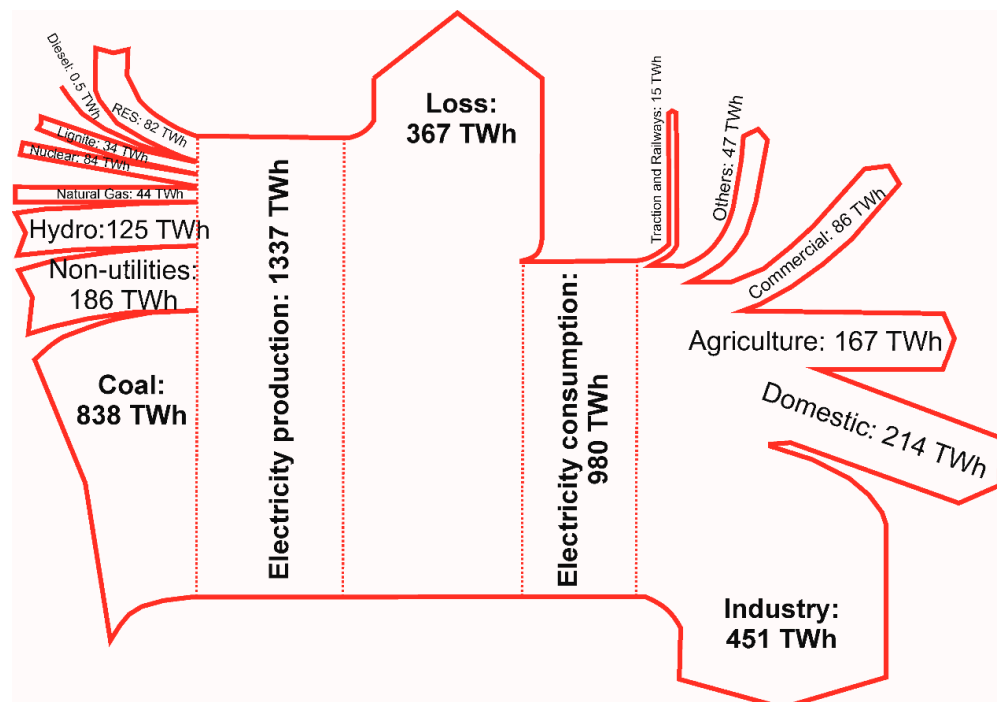 Diesel: 0.5 TWh
RES: 82 TWh
Lignite: 34 TWh
Nuclear: 84 TWh
Natural Gas: 44 TWh
Hydro:125 TWh
Non-utilities:
186 TWh
Coal:
838 TWh
Electricity production: 1337 TWh
Loss:
367 TWh
Electricity consumption:
980 TWh
Traction and Railways: 15 TWh
Others: 47 TWh
Commercial: 86 TWh
Agriculture: 167 TWh
Domestic: 214 TWh
Industry:
451 TWh